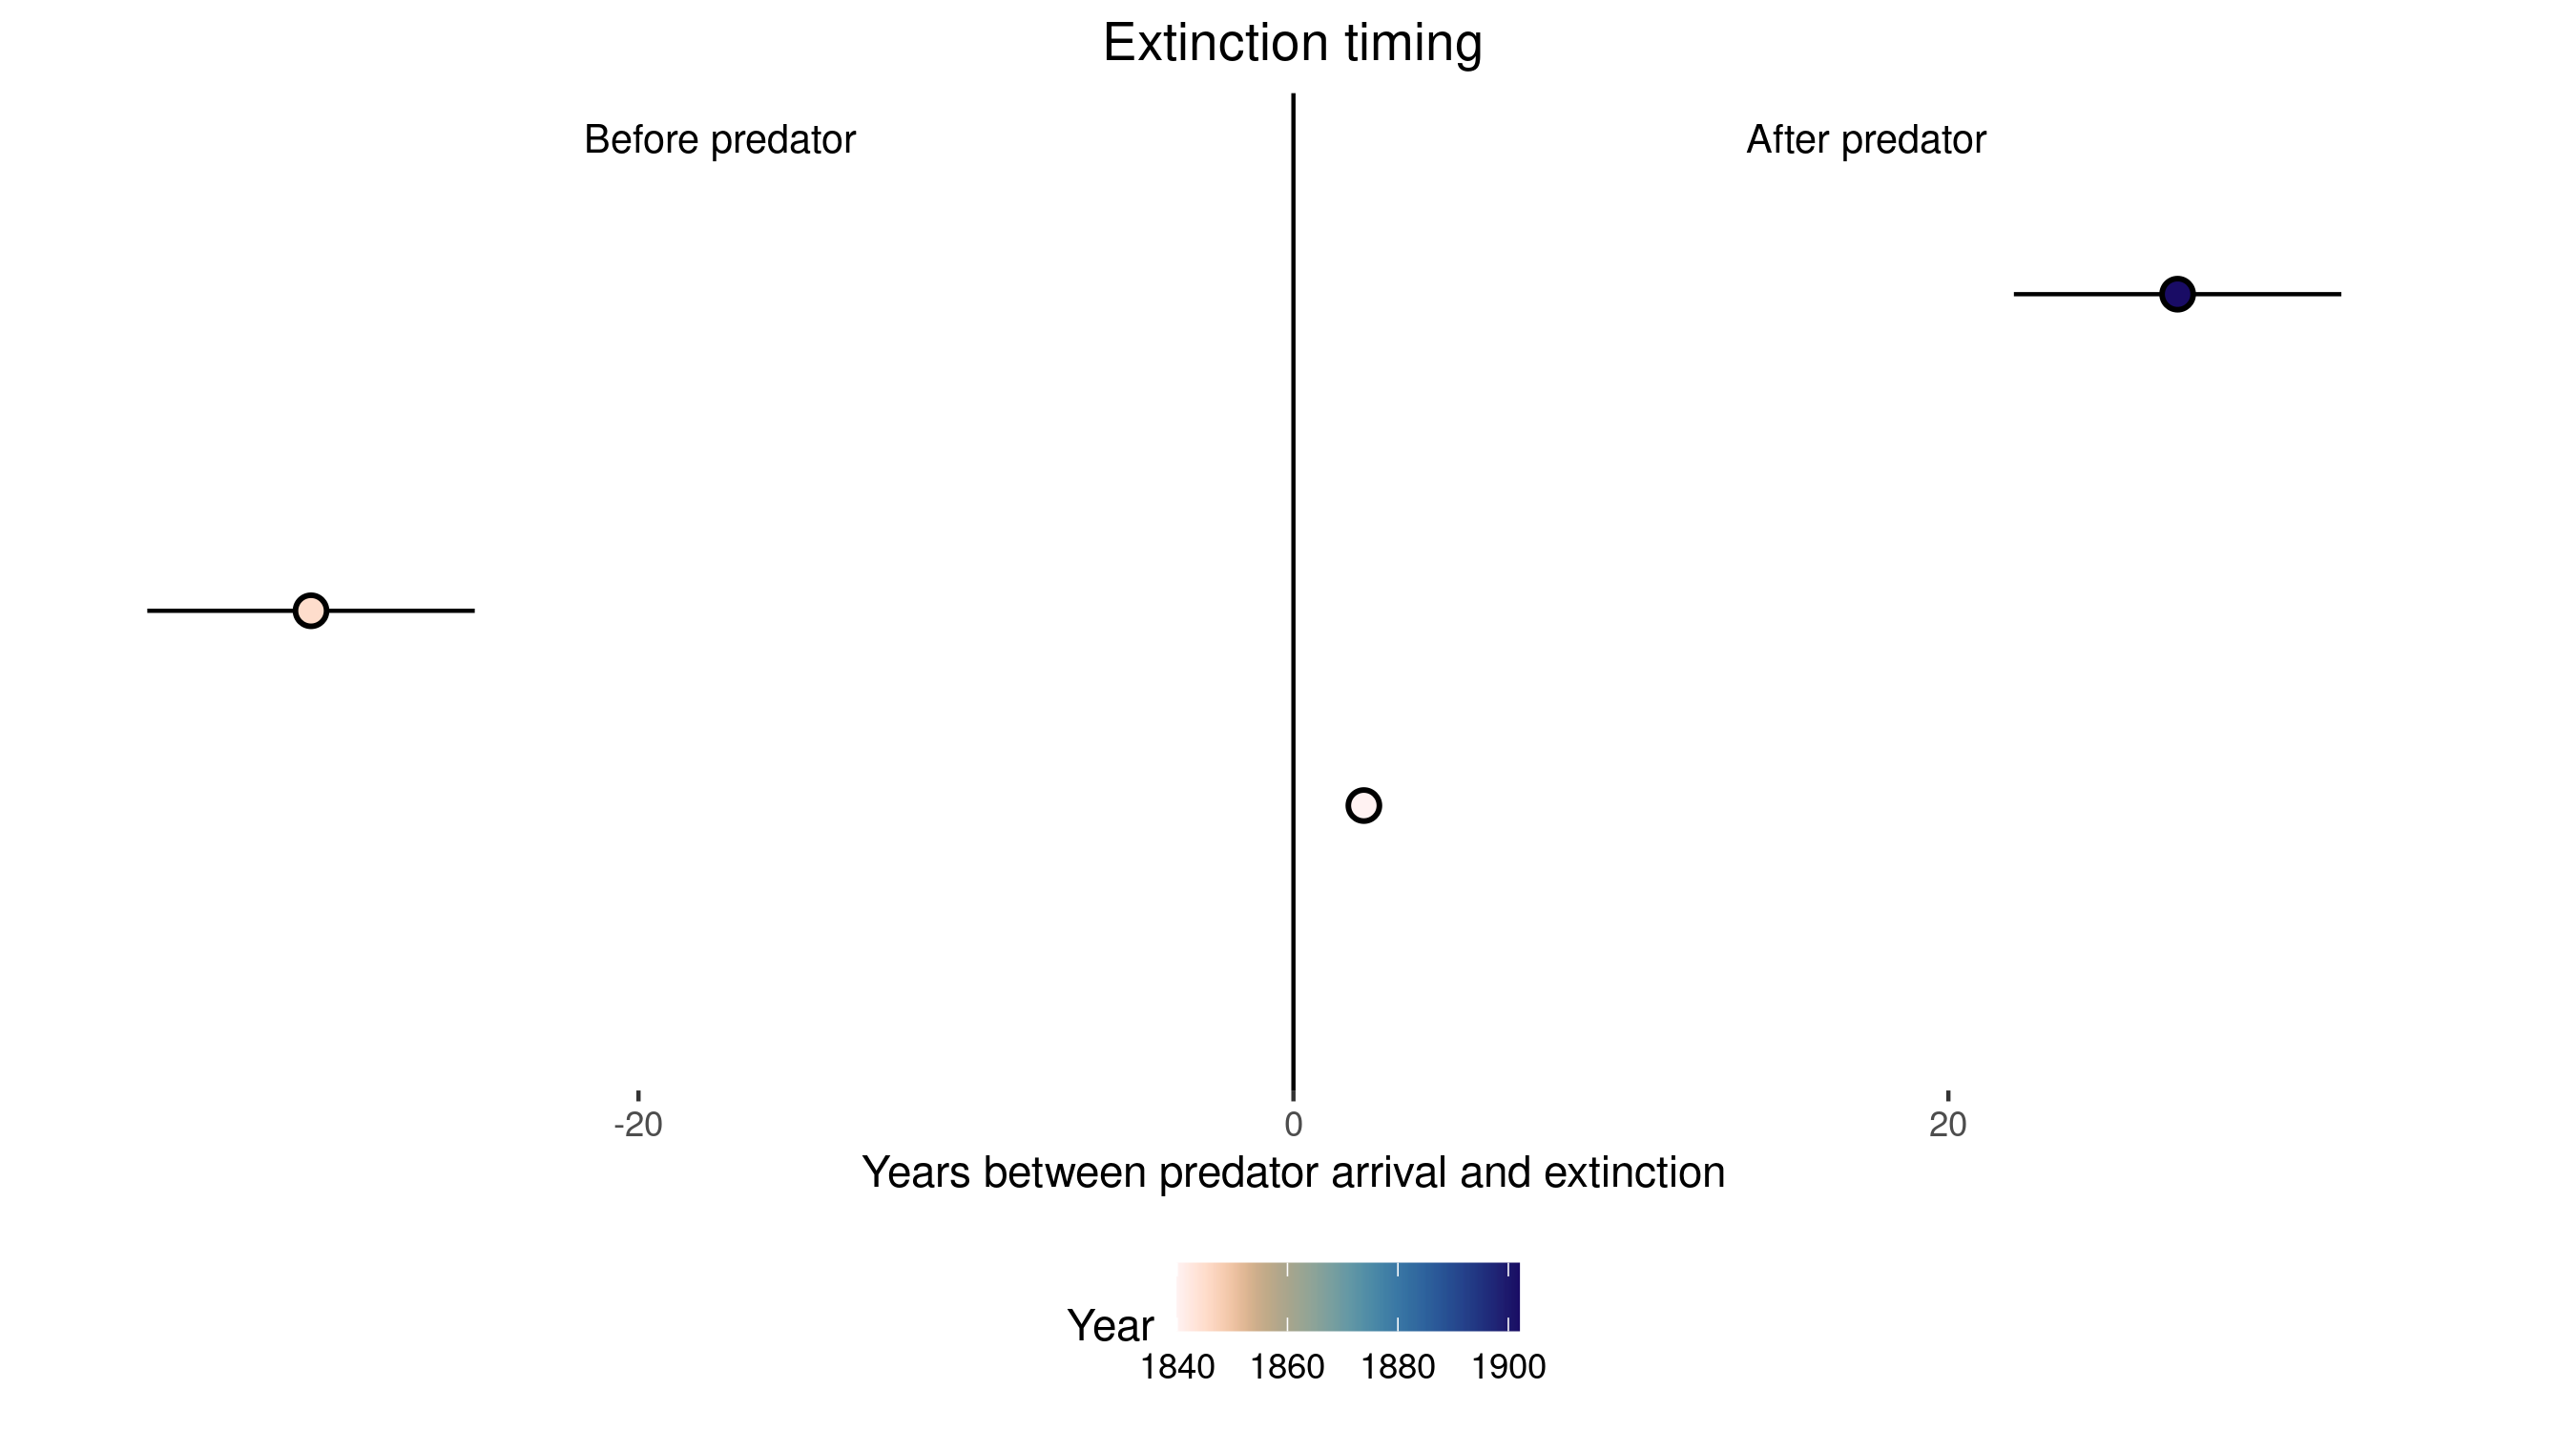 Extinction timing
Before predator
After predator
-20
0
20
Years between predator arrival and extinction
Year
1840
1860
1880
1900